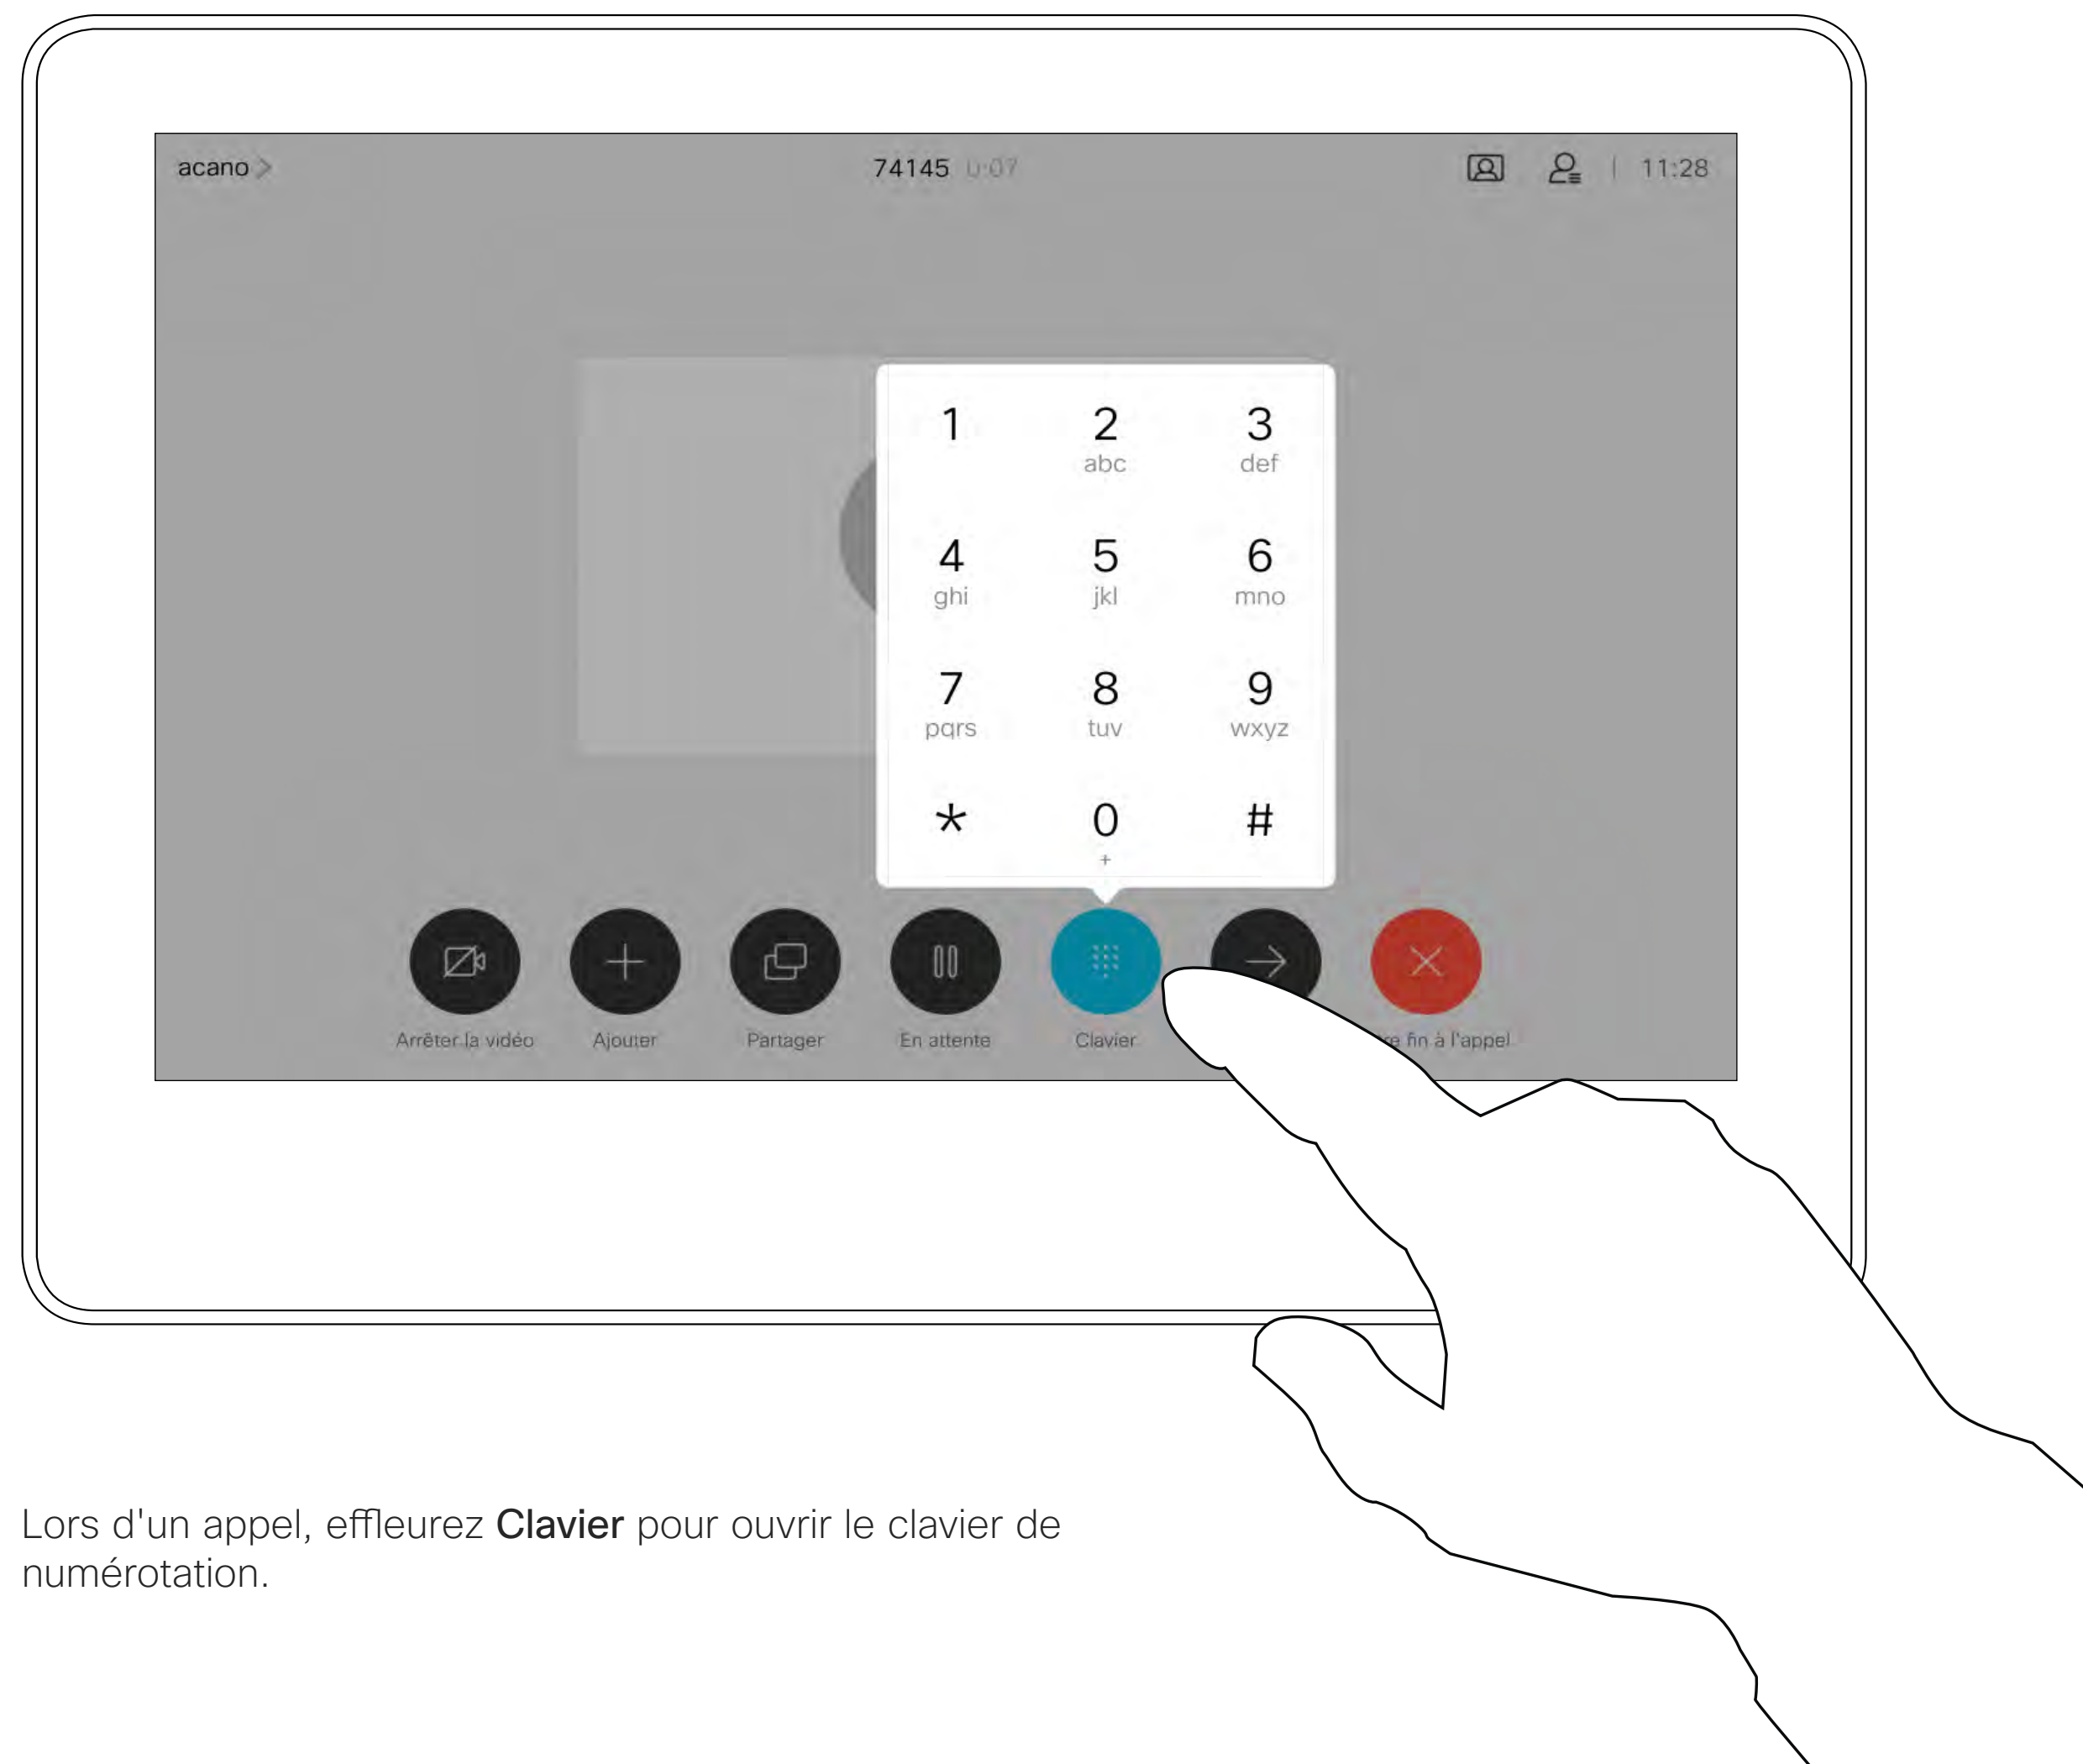 acano
74145 0:07
11:28
1 2 3
abc def
4 5 6
ghi jkl mno
7 8 9
pqrs tuv wxyz
* 0 #
+
Arrêter la vidéo Ajouter Partager En attente Clavier fin à l'appel
Lors d'un appel, effleurez Clavier pour ouvrir le clavier de
numérotation.